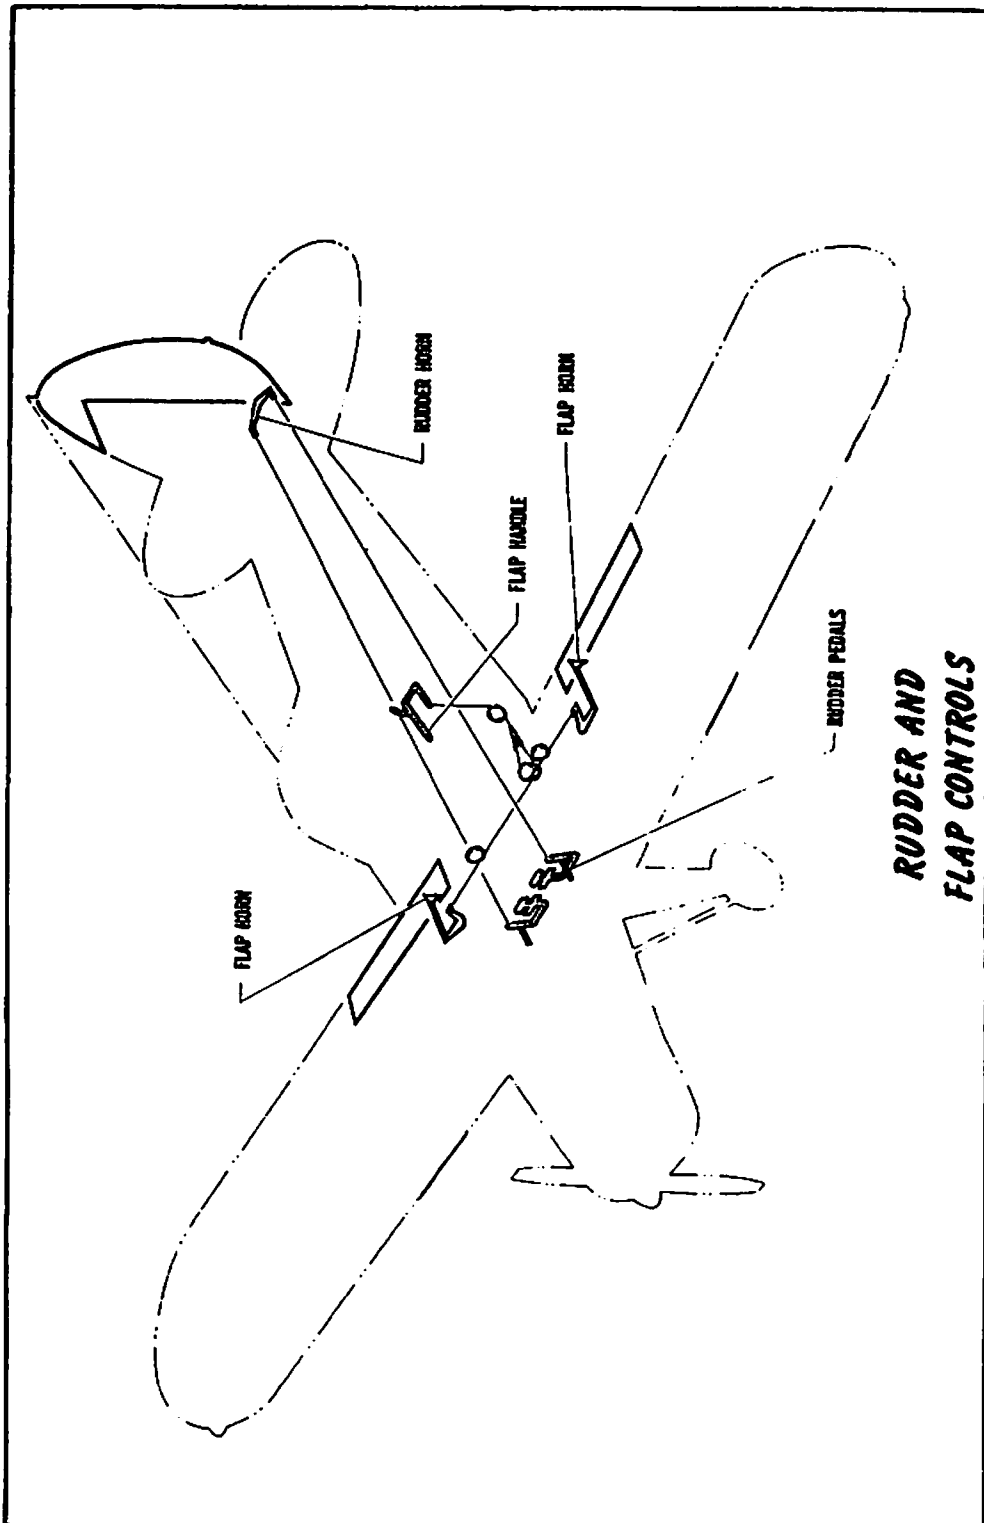 RUDDER HORN
FLAP HORN
FLAP HANDLE
FLAP HORN
RUDDER PEDALS
RUDDER AND
FLAP CONTROLS